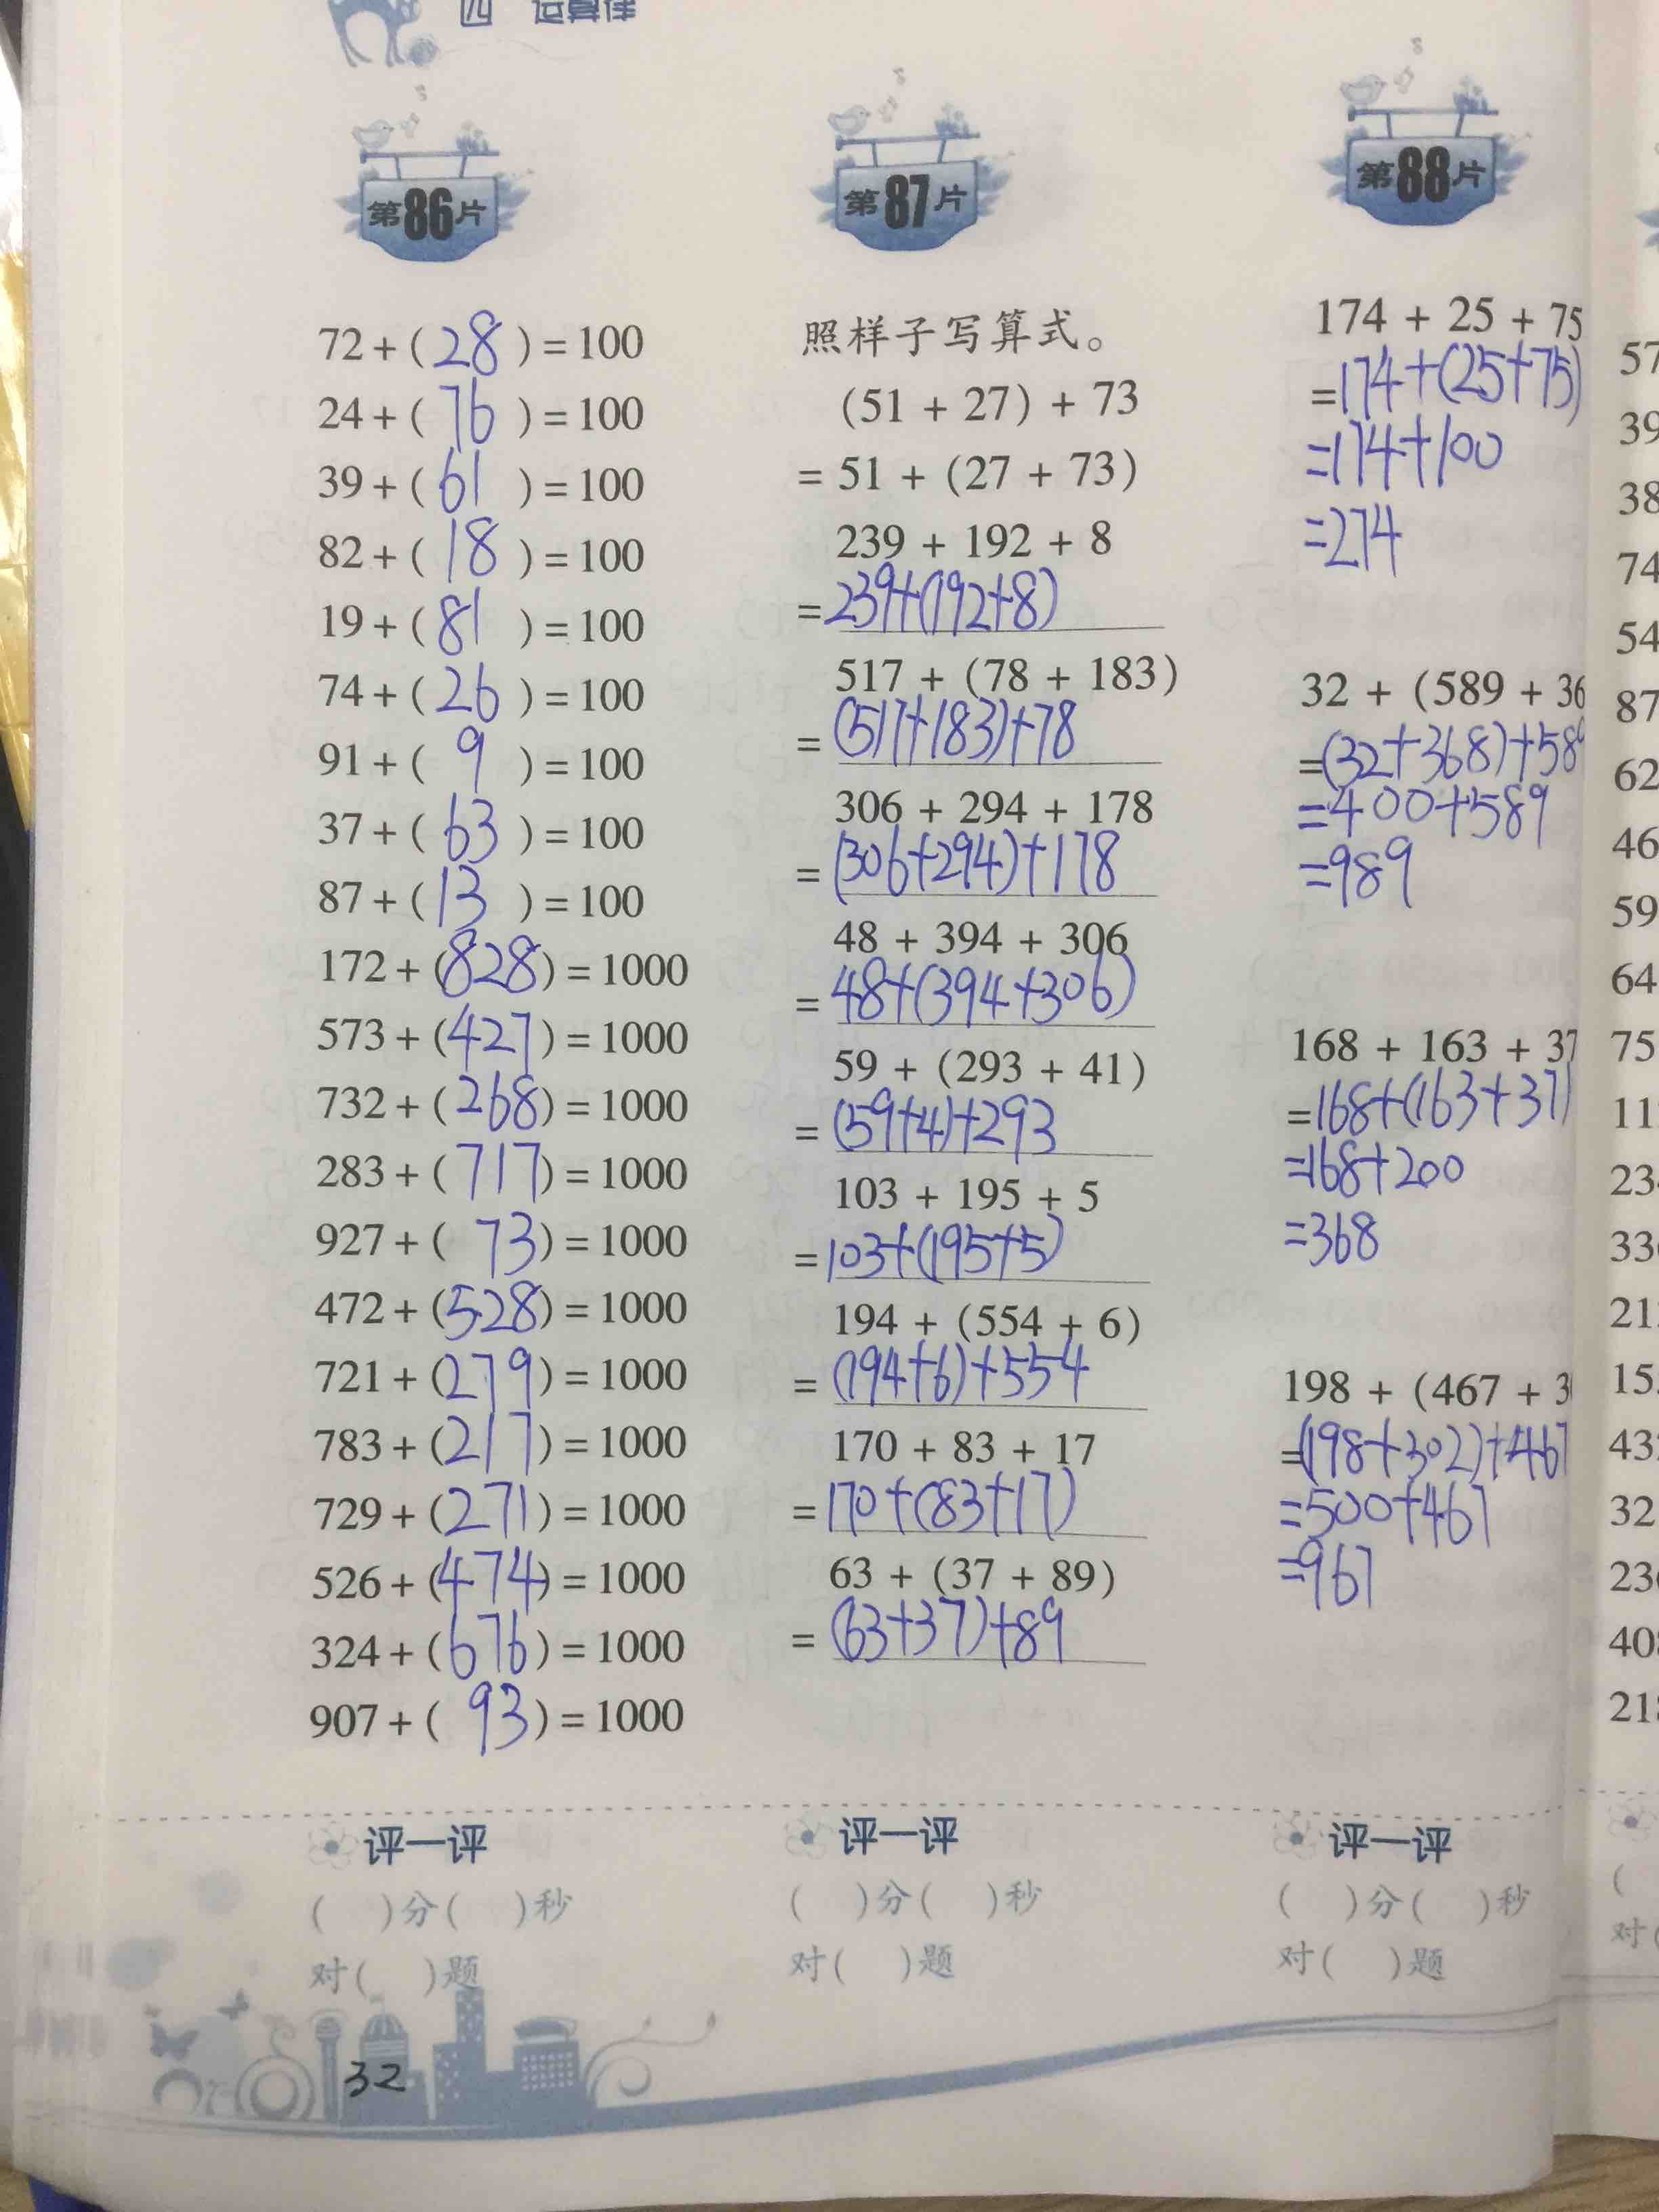 四 运算律
第86片
72+(28)=100
24+(76)=100
39+(61)=100
82+(18)=100
19+(81)=100
74+(26)=100
91+(9)=100
37+(63)=100
87+(13)=100
172+(828)=1000
573+(427)=1000
732+(268)=1000
283+(717)=1000
927+(73)=1000
472+(528)=1000
721+(279)=1000
783+(217)=1000
729+(271)=1000
526+(474)=1000
324+(676)=1000
907+(93)=1000
评一评
( )分( )秒
对( )题
32
第87片
照样子写算式。
(51 + 27) + 73
= 51 + (27 + 73)
239 + 192 + 8
=239+(192+8)
517 + (78 + 183)
=(517+183)+78
306 + 294 + 178
=(306+294)+178
48 + 394 + 306
=48+(394+306)
59 + (293 + 41)
=(59+4)+293
103 + 195 + 5
=103+(195+5)
194 + (554 + 6)
=(194+6)+554
170 + 83 + 17
=170+(83+17)
63 + (37 + 89)
=(63+37)+89
评一评
( )分( )秒
对( )题
第88片
174 + 25 + 75
=174+(25+75)
=174+100
=274
32 + (589 + 36
=(32+368)+589
=400+589
=989
168 + 163 + 37
=168+(163+37)
=168+200
=368
198 + (467 + 3
=(198+302)+467
=500+467
=967
评一评
( )分( )秒
对( )题
57
39
38
74
54
87
62
46
59
64
75
11
23
33
21
15
43
32
23
40
21
(
对(